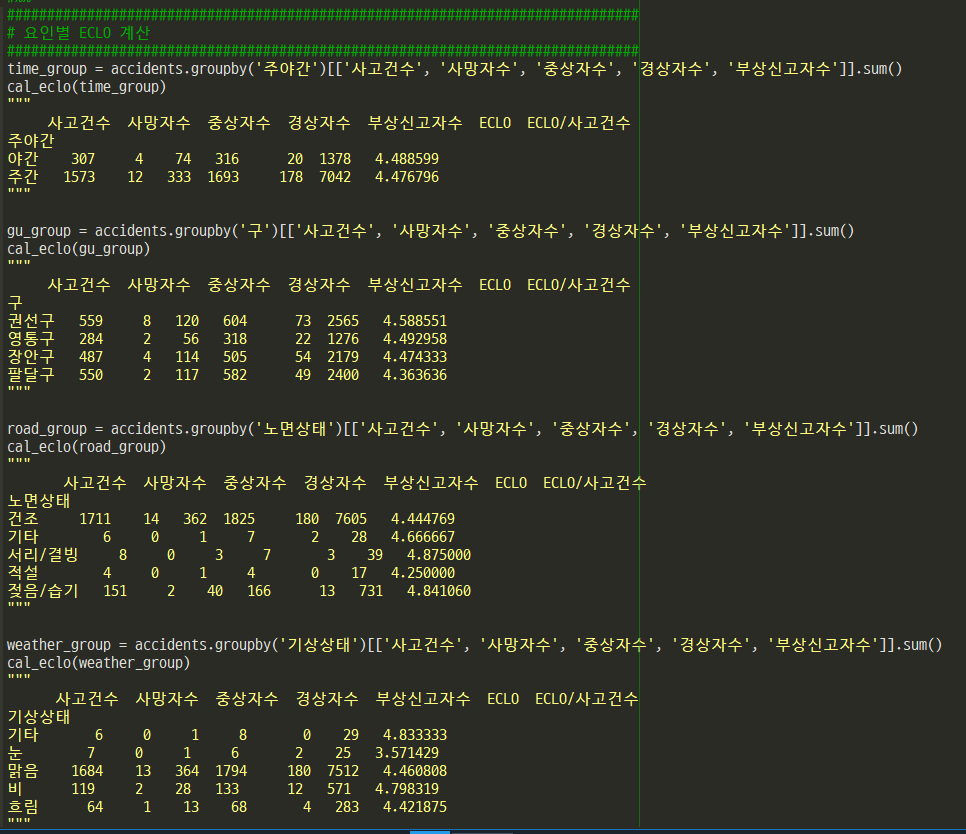 ################################################################################
# 요인별 ECLO 계산
################################################################################
time_group = accidents.groupby('주야간')[['사고건수', '사망자수', '중상자수', '경상자수', '부상신고자수']].sum()
cal_eclo(time_group)
"""
     사고건수  사망자수  중상자수  경상자수  부상신고자수  ECLO  ECLO/사고건수
주야간
야간    307     4    74   316      20  1378   4.488599
주간   1573    12   333  1693     178  7042   4.476796
"""
gu_group = accidents.groupby('구')[['사고건수', '사망자수', '중상자수', '경상자수', '부상신고자수']].sum()
cal_eclo(gu_group)
"""
     사고건수  사망자수  중상자수  경상자수  부상신고자수  ECLO  ECLO/사고건수
구
권선구   559     8   120   604      73  2565   4.588551
영통구   284     2    56   318      22  1276   4.492958
장안구   487     4   114   505      54  2179   4.474333
팔달구   550     2   117   582      49  2400   4.363636
"""
road_group = accidents.groupby('노면상태')[['사고건수', '사망자수', '중상자수', '경상자수', '부상신고자수']].sum()
cal_eclo(road_group)
"""
       사고건수  사망자수  중상자수  경상자수  부상신고자수  ECLO  ECLO/사고건수
노면상태
건조     1711    14   362  1825     180  7605   4.444769
기타        6     0     1     7       2    28   4.666667
서리/결빙     8     0     3     7       3    39   4.875000
적설        4     0     1     4       0    17   4.250000
젖음/습기   151     2    40   166      13   731   4.841060
"""
weather_group = accidents.groupby('기상상태')[['사고건수', '사망자수', '중상자수', '경상자수', '부상신고자수']].sum()
cal_eclo(weather_group)
"""
      사고건수  사망자수  중상자수  경상자수  부상신고자수  ECLO  ECLO/사고건수
기상상태
기타       6     0     1     8       0    29   4.833333
눈        7     0     1     6       2    25   3.571429
맑음    1684    13   364  1794     180  7512   4.460808
비      119     2    28   133      12   571   4.798319
흐림      64     1    13    68       4   283   4.421875
"""